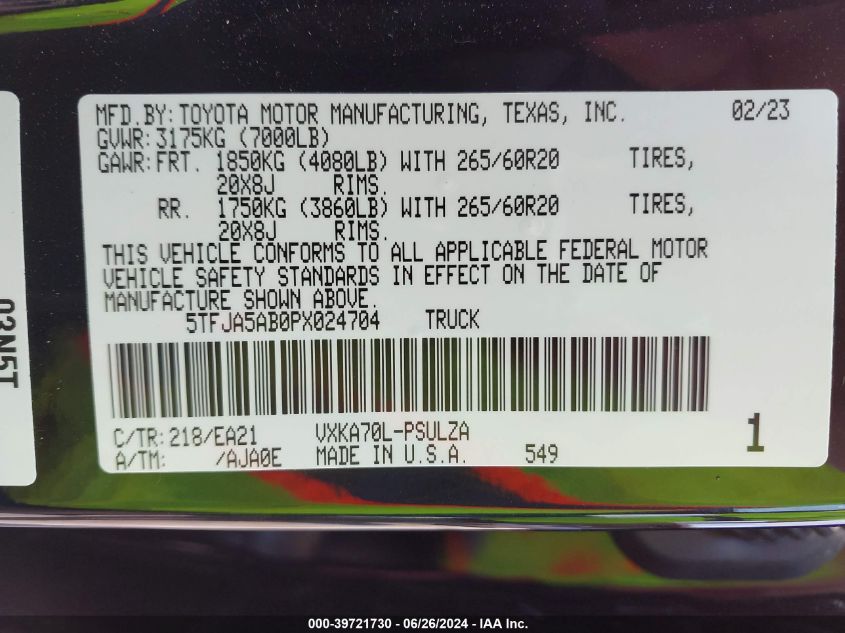 MFD.BY: TOYOTA MOTOR MANUFACTURING, TEXAS, INC. 02/23
GVWR: 3175KG (7000LB)
GAWR: FRT. 1850KG (4080LB) WITH 265/60R20 TIRES,
20X8J RIMS.
RR. 1750KG (3860LB) WITH 265/60R20 TIRES,
20X8J RIMS.
THIS VEHICLE CONFORMS TO ALL APPLICABLE FEDERAL MOTOR
VEHICLE SAFETY STANDARDS IN EFFECT ON THE DATE OF
MANUFACTURE SHOWN ABOVE.
5TFJA5AB0PX024704 TRUCK
C/TR: 218/EA21 VXKA70L-PSULZA
A/TM: /AJA0E MADE IN U.S.A. 549
1
03N5T
000-39721730 - 06/26/2024 - IAA Inc.